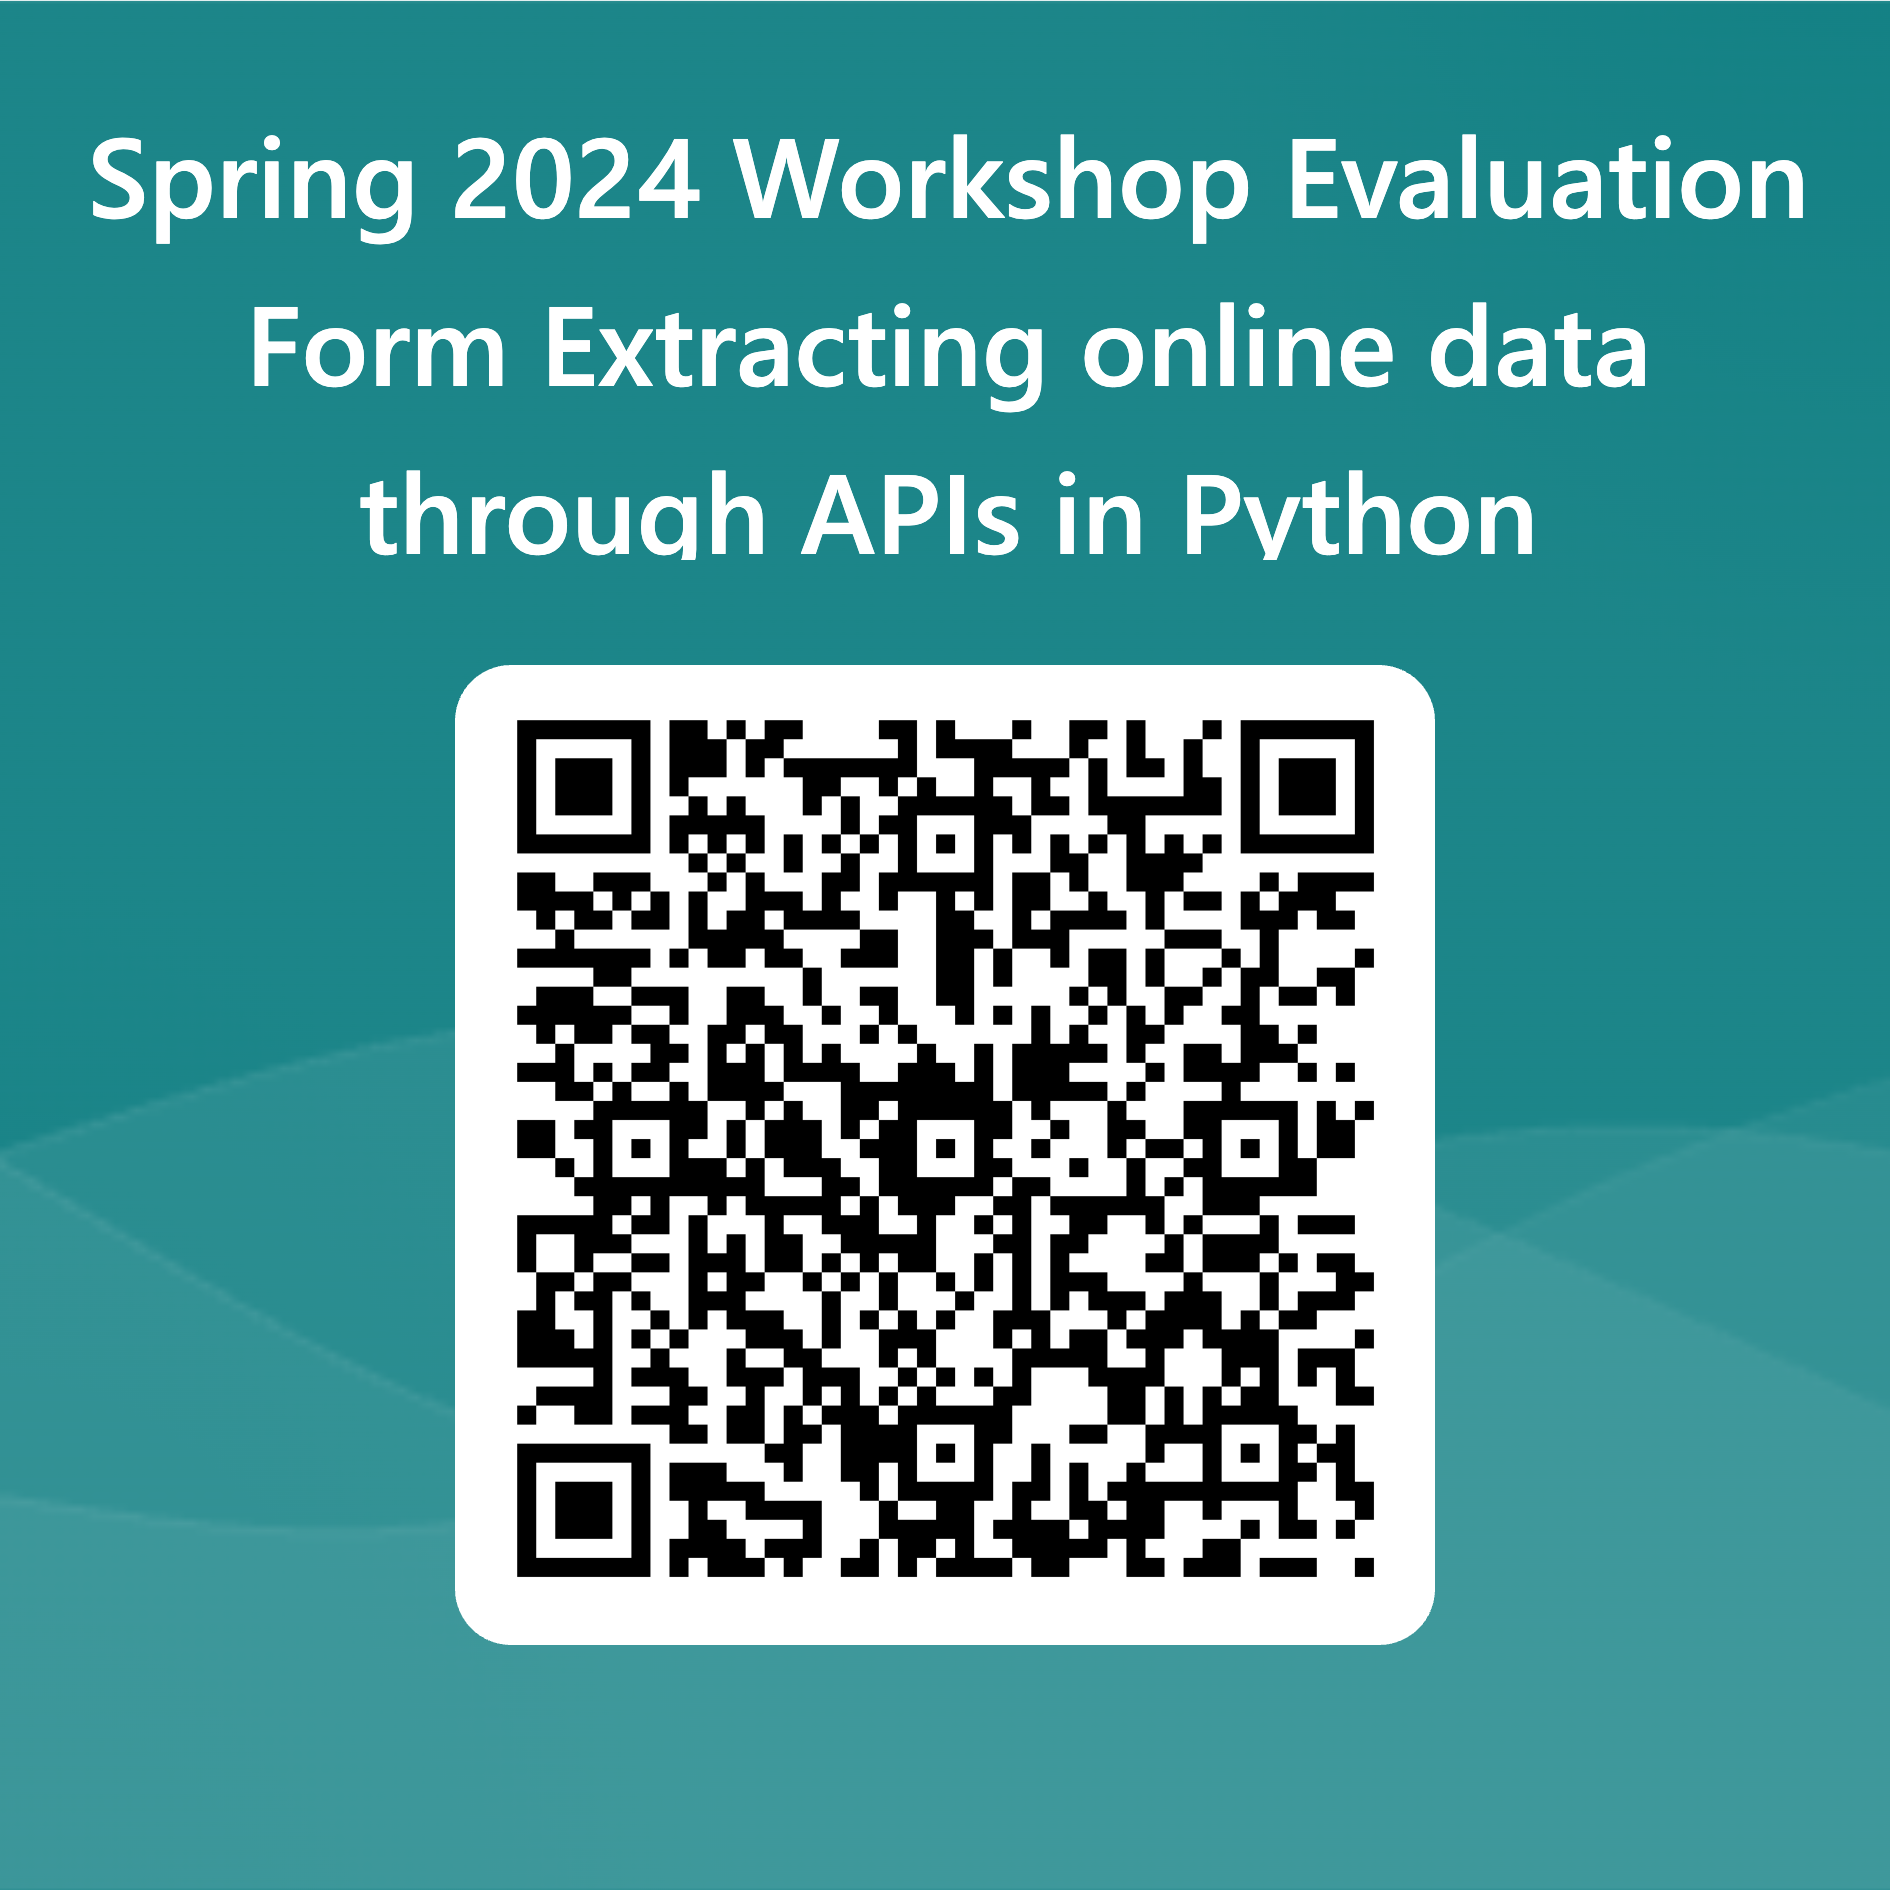 Spring 2024 Workshop Evaluation
Form Extracting online data
through APIs in Python